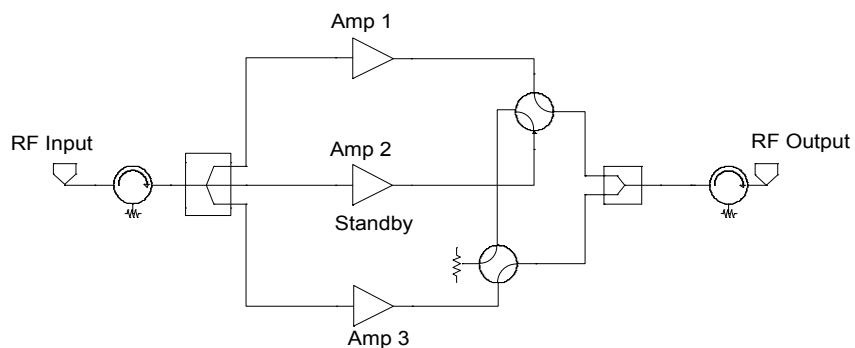 Amp 1
RF Input
Amp 2
RF Output
Standby
Amp 3